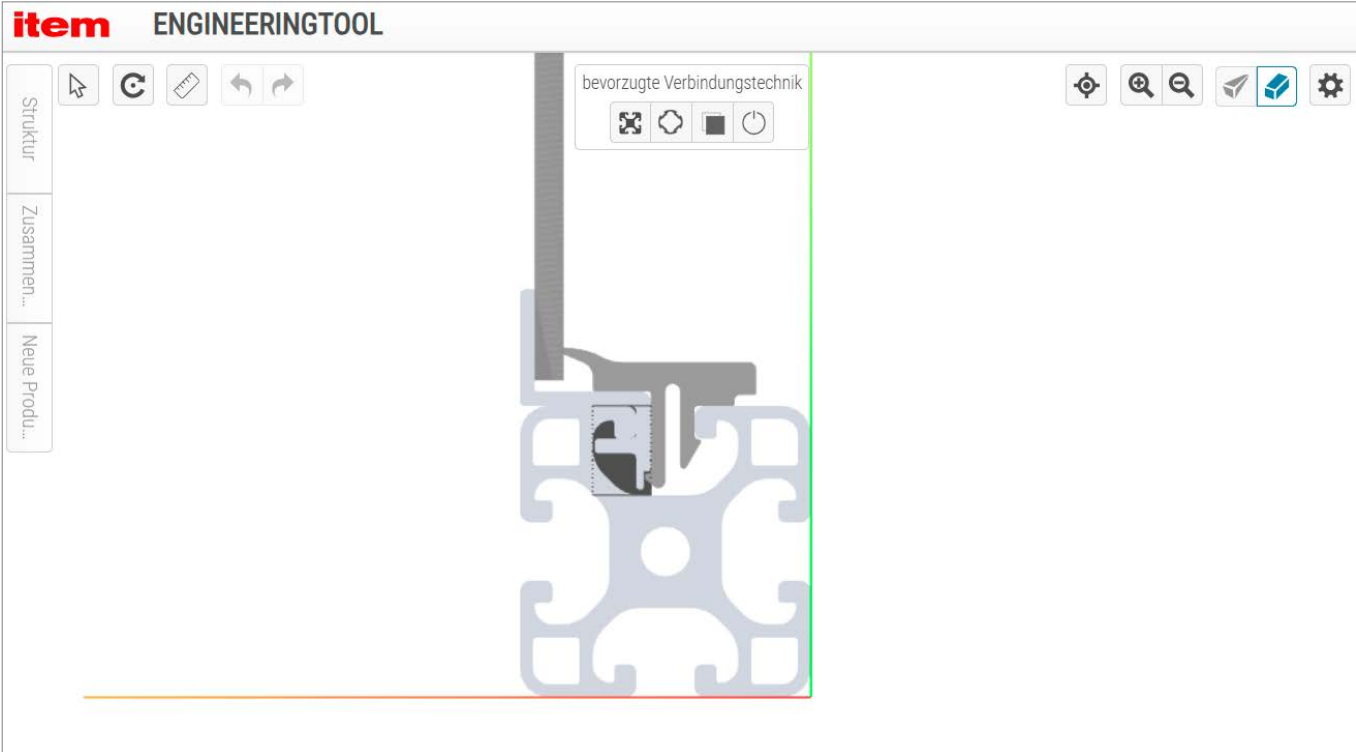 item ENGINEERINGTOOL
bevorzugte Verbindungstechnik
Struktur
Zusammen...
Neue Produ...